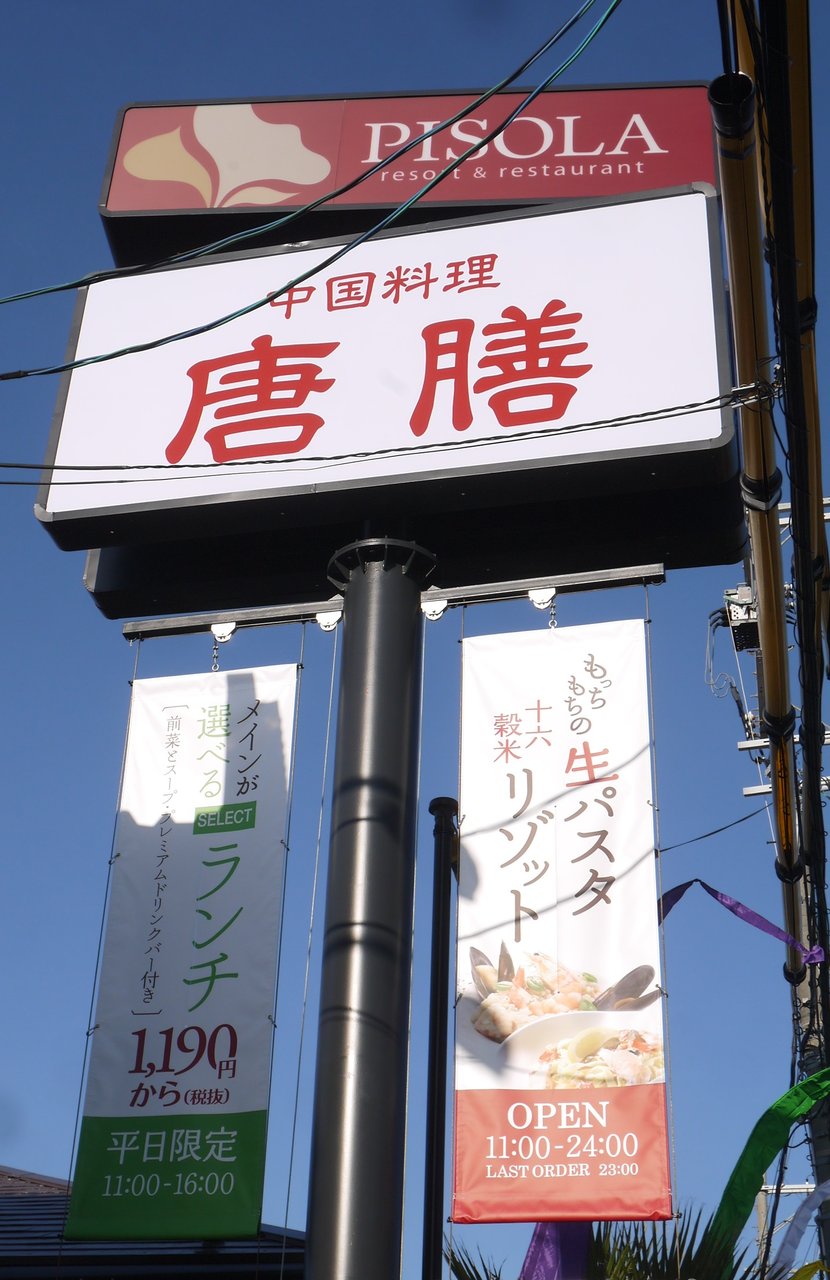 PISOLA
resort & restaurant
中国料理
唐膳
メインが
選べる
SELECT
ランチ
[前菜とスープ・プレミアムドリンクバー付き]
1,190円
から(税抜)
平日限定
11:00-16:00
もっち
もちの
生パスタ
十六
穀米
リゾット
OPEN
11:00-24:00
LAST ORDER 23:00